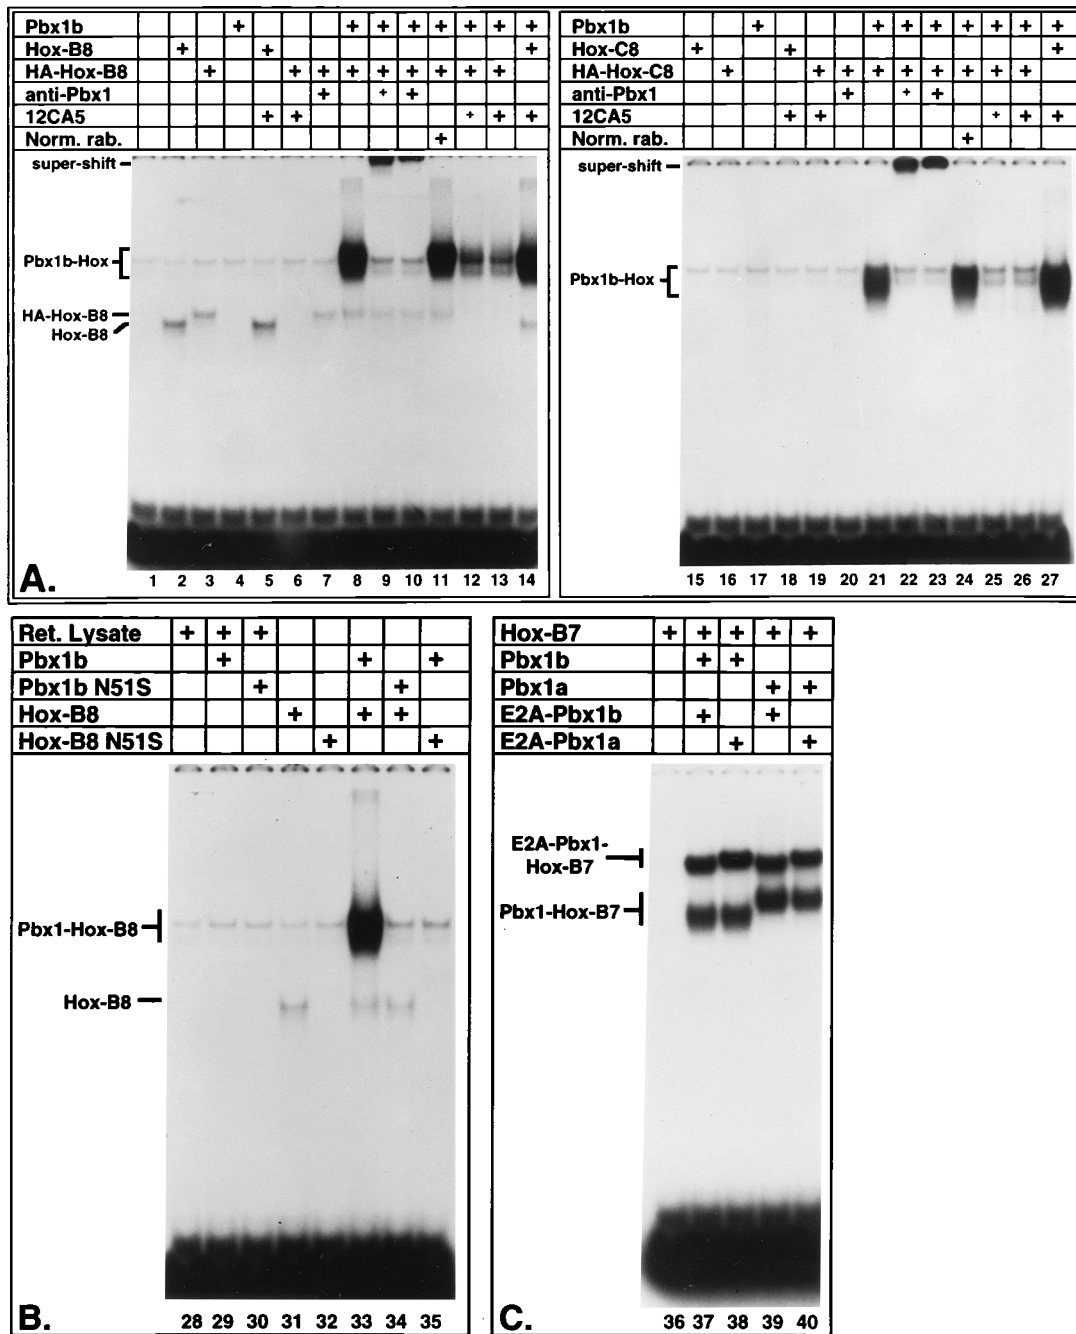 Pbx1b + + + + + + + +
Hox-B8 + + +
HA-Hox-B8 + + + + + + + + +
anti-Pbx1 + + +
12CA5 + + + + +
Norm. rab. +
super-shift
Pbx1b-Hox
HA-Hox-B8
Hox-B8
A. 1 2 3 4 5 6 7 8 9 10 11 12 13 14
Pbx1b + + + + + + + +
Hox-C8 + + +
HA-Hox-C8 + + + + + + + + +
anti-Pbx1 + + +
12CA5 + + + + +
Norm. rab. +
super-shift
Pbx1b-Hox
15 16 17 18 19 20 21 22 23 24 25 26 27
Ret. Lysate + + +
Pbx1b + + +
Pbx1b N51S + +
Hox-B8 + + +
Hox-B8 N51S + +
Pbx1-Hox-B8
Hox-B8
B. 28 29 30 31 32 33 34 35
Hox-B7 + + + + +
Pbx1b + +
Pbx1a + +
E2A-Pbx1b + +
E2A-Pbx1a + +
E2A-Pbx1-
Hox-B7
Pbx1-Hox-B7
C. 36 37 38 39 40